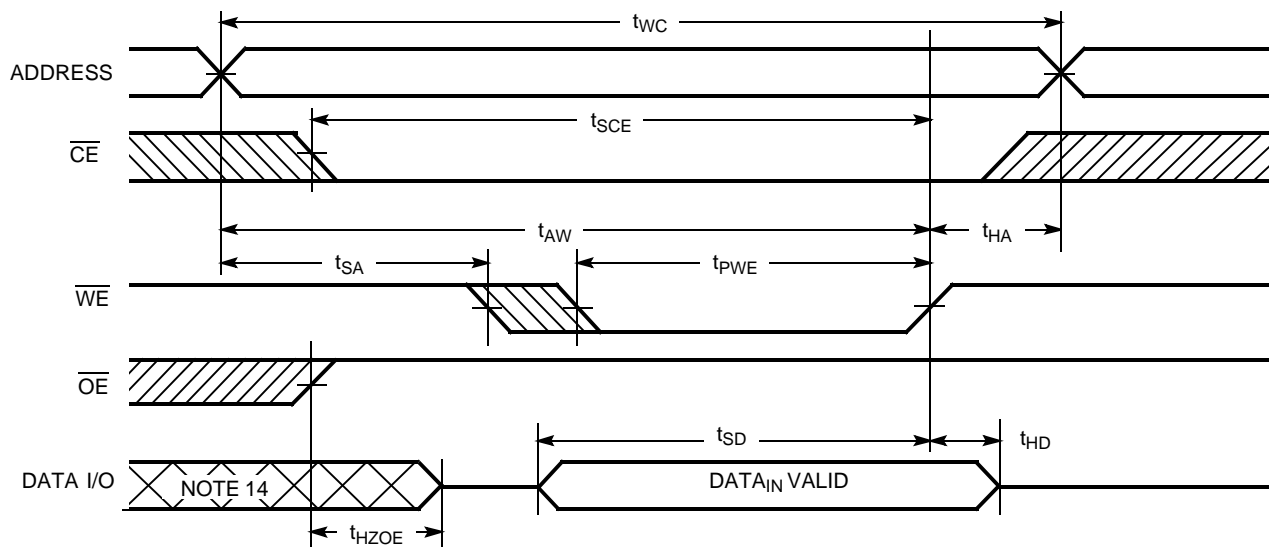 tWC
ADDRESS
tSCE
CE
tAW
tHA
tSA
tPWE
WE
OE
tSD
tHD
DATA I/O
NOTE 14
DATAIN VALID
tHZOE